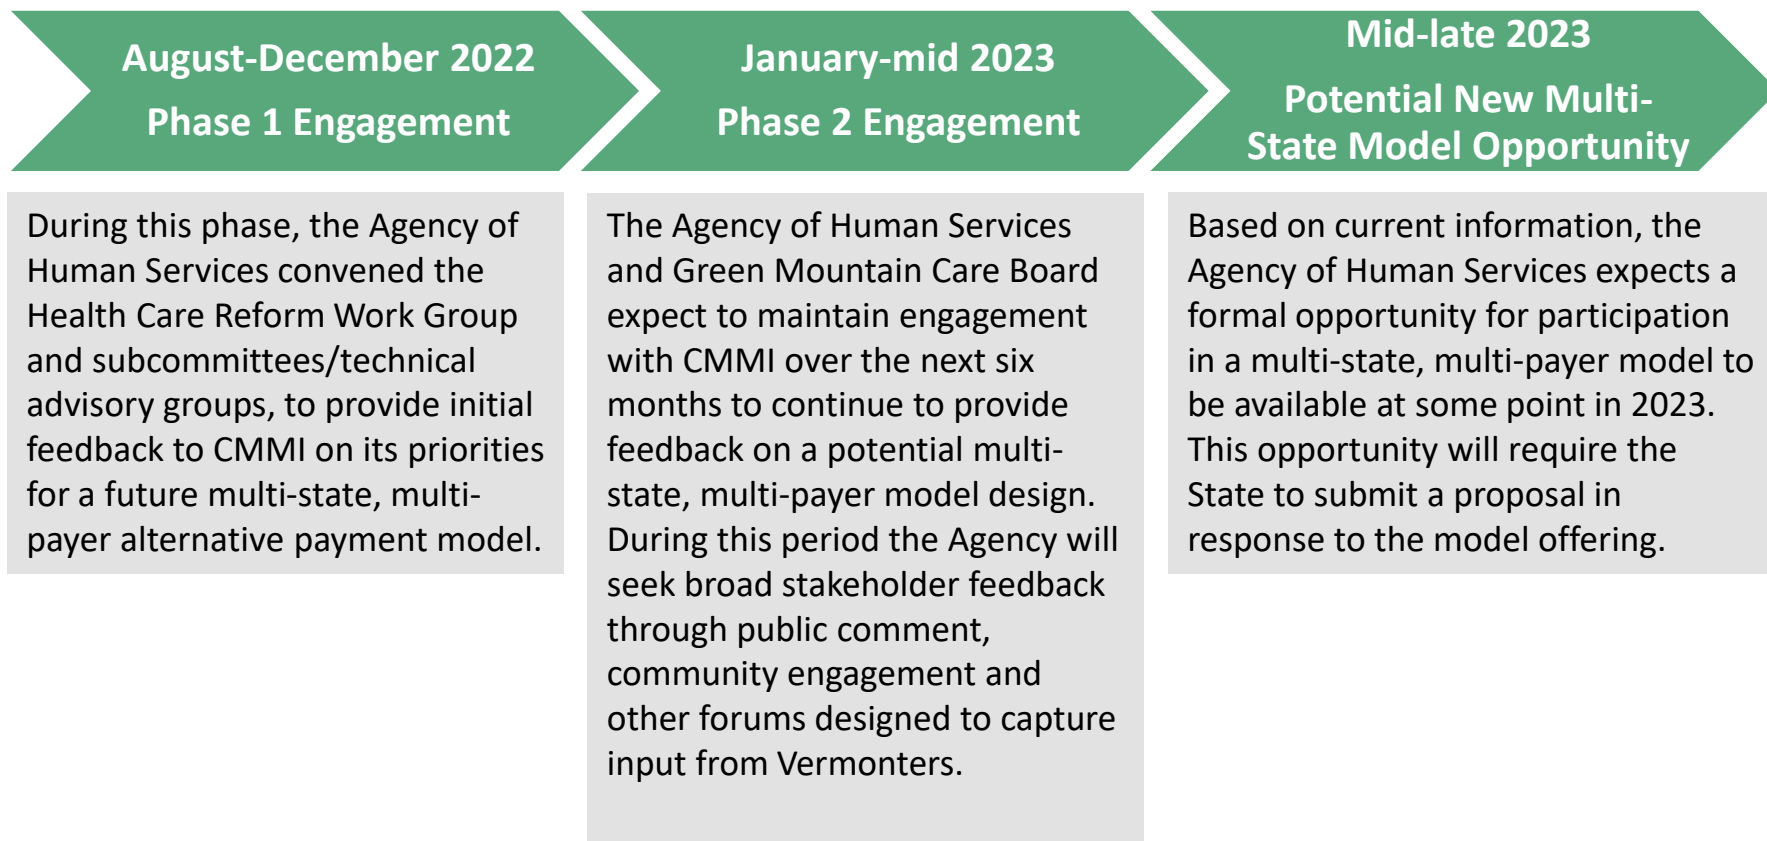 August-December 2022
Phase 1 Engagement
During this phase, the Agency of
Human Services convened the
Health Care Reform Work Group
and subcommittees/technical
advisory groups, to provide initial
feedback to CMMI on its priorities
for a future multi-state, multi-
payer alternative payment model.
January-mid 2023
Phase 2 Engagement
The Agency of Human Services
and Green Mountain Care Board
expect to maintain engagement
with CMMI over the next six
months to continue to provide
feedback on a potential multi-
state, multi-payer model design.
During this period the Agency will
seek broad stakeholder feedback
through public comment,
community engagement and
other forums designed to capture
input from Vermonters.
Mid-late 2023
Potential New Multi-
State Model Opportunity
Based on current information, the
Agency of Human Services expects a
formal opportunity for participation
in a multi-state, multi-payer model to
be available at some point in 2023.
This opportunity will require the
State to submit a proposal in
response to the model offering.